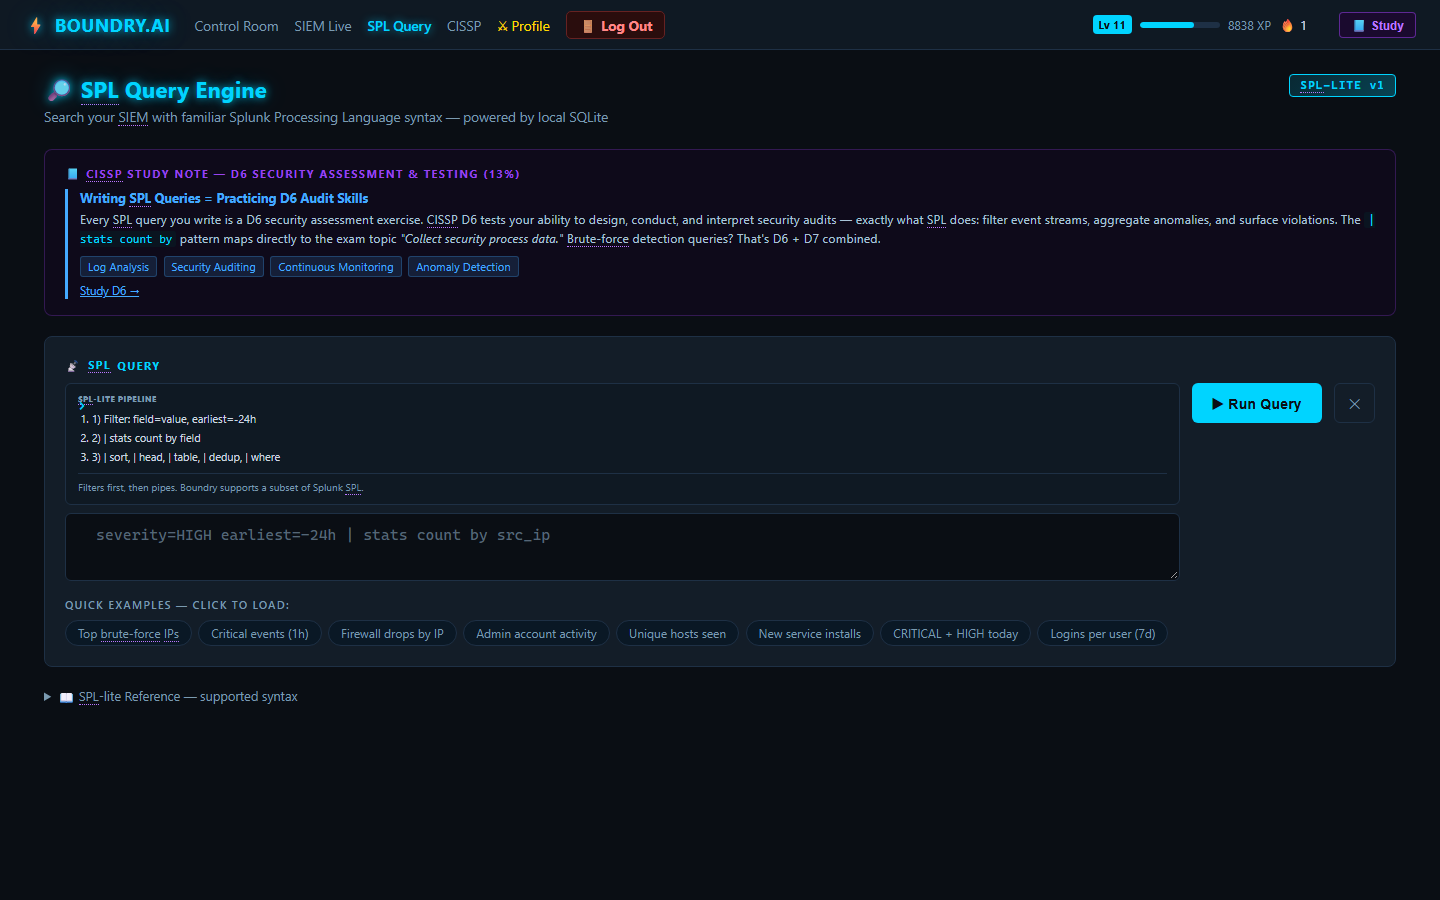 BOUNDRY.AI Control Room SIEM Live SPL Query CISSP ⚔ Profile Log Out Lv 11 8838 XP 1 Study
SPL Query Engine
SPL-LITE v1
Search your SIEM with familiar Splunk Processing Language syntax — powered by local SQLite
CISSP STUDY NOTE — D6 SECURITY ASSESSMENT & TESTING (13%)
Writing SPL Queries = Practicing D6 Audit Skills
Every SPL query you write is a D6 security assessment exercise. CISSP D6 tests your ability to design, conduct, and interpret security audits — exactly what SPL does: filter event streams, aggregate anomalies, and surface violations. The |
stats count by pattern maps directly to the exam topic "Collect security process data." Brute-force detection queries? That's D6 + D7 combined.
Log Analysis Security Auditing Continuous Monitoring Anomaly Detection
Study D6 →
SPL QUERY
SPL-LITE PIPELINE
›
1. 1) Filter: field=value, earliest=-24h
2. 2) | stats count by field
3. 3) | sort, | head, | table, | dedup, | where
Filters first, then pipes. Boundry supports a subset of Splunk SPL.
▶ Run Query ✕
severity=HIGH earliest=-24h | stats count by src_ip
QUICK EXAMPLES — CLICK TO LOAD:
Top brute-force IPs Critical events (1h) Firewall drops by IP Admin account activity Unique hosts seen New service installs CRITICAL + HIGH today Logins per user (7d)
▶ SPL-lite Reference — supported syntax